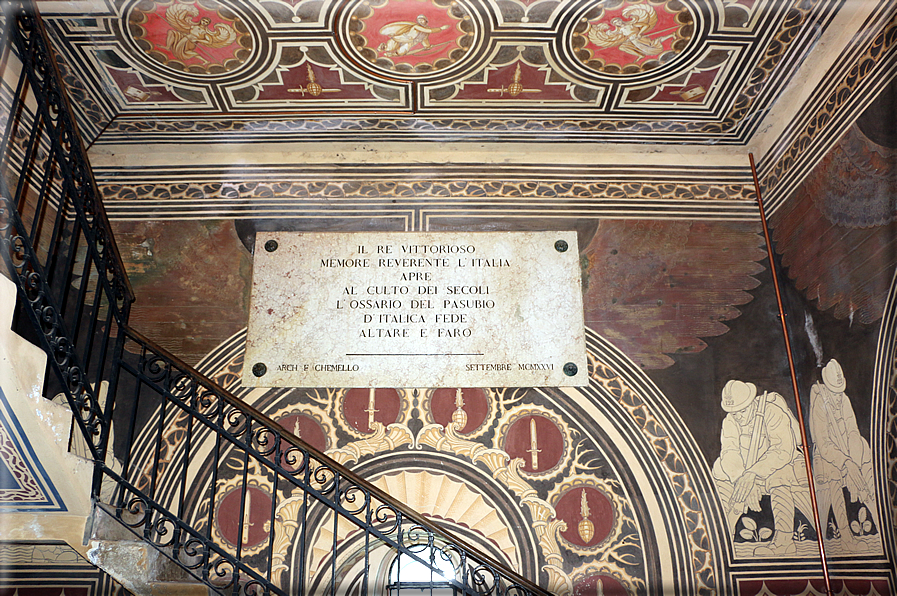 IL RE VITTORIOSO
MEMORE REVERENTE L'ITALIA
APRE
AL CULTO DEI SECOLI
L'OSSARIO DEL PASUBIO
D'ITALICA FEDE
ALTARE E FARO
ARCH F CHEMELLO SETTEMBRE MCMXXVI